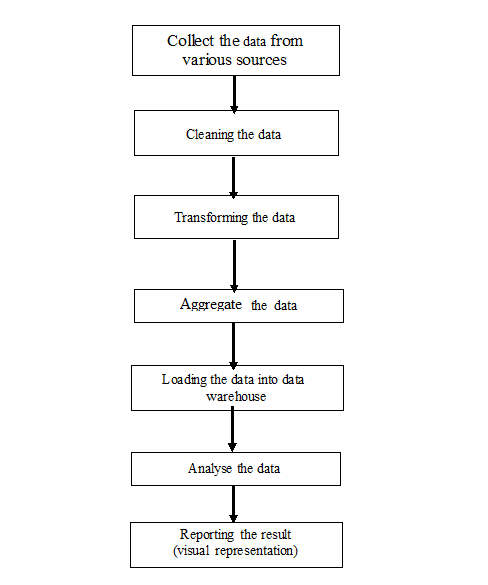 Collect the data from
various sources
Cleaning the data
Transforming the data
Aggregate the data
Loading the data into data
warehouse
Analyse the data
Reporting the result
(visual representation)